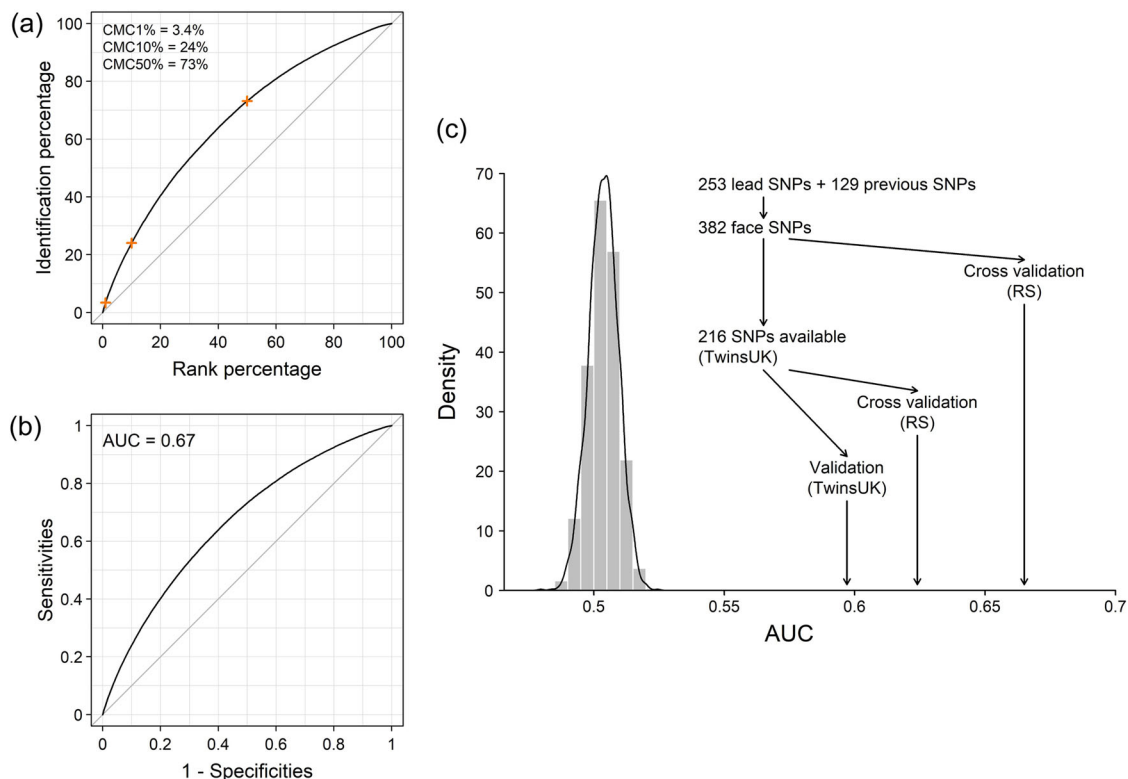 (a)
CMC1% = 3.4%
CMC10% = 24%
CMC50% = 73%
Identification percentage
100
80
60
40
20
0
0 20 40 60 80 100
Rank percentage
(b)
AUC = 0.67
Sensitivities
1
0.8
0.6
0.4
0.2
0
0 0.2 0.4 0.6 0.8 1
1 - Specificities
(c)
Density
70
60
50
40
30
20
10
0
253 lead SNPs + 129 previous SNPs
382 face SNPs
Cross validation
(RS)
216 SNPs available
(TwinsUK)
Cross validation
(RS)
Validation
(TwinsUK)
0.5 0.55 0.6 0.65 0.7
AUC